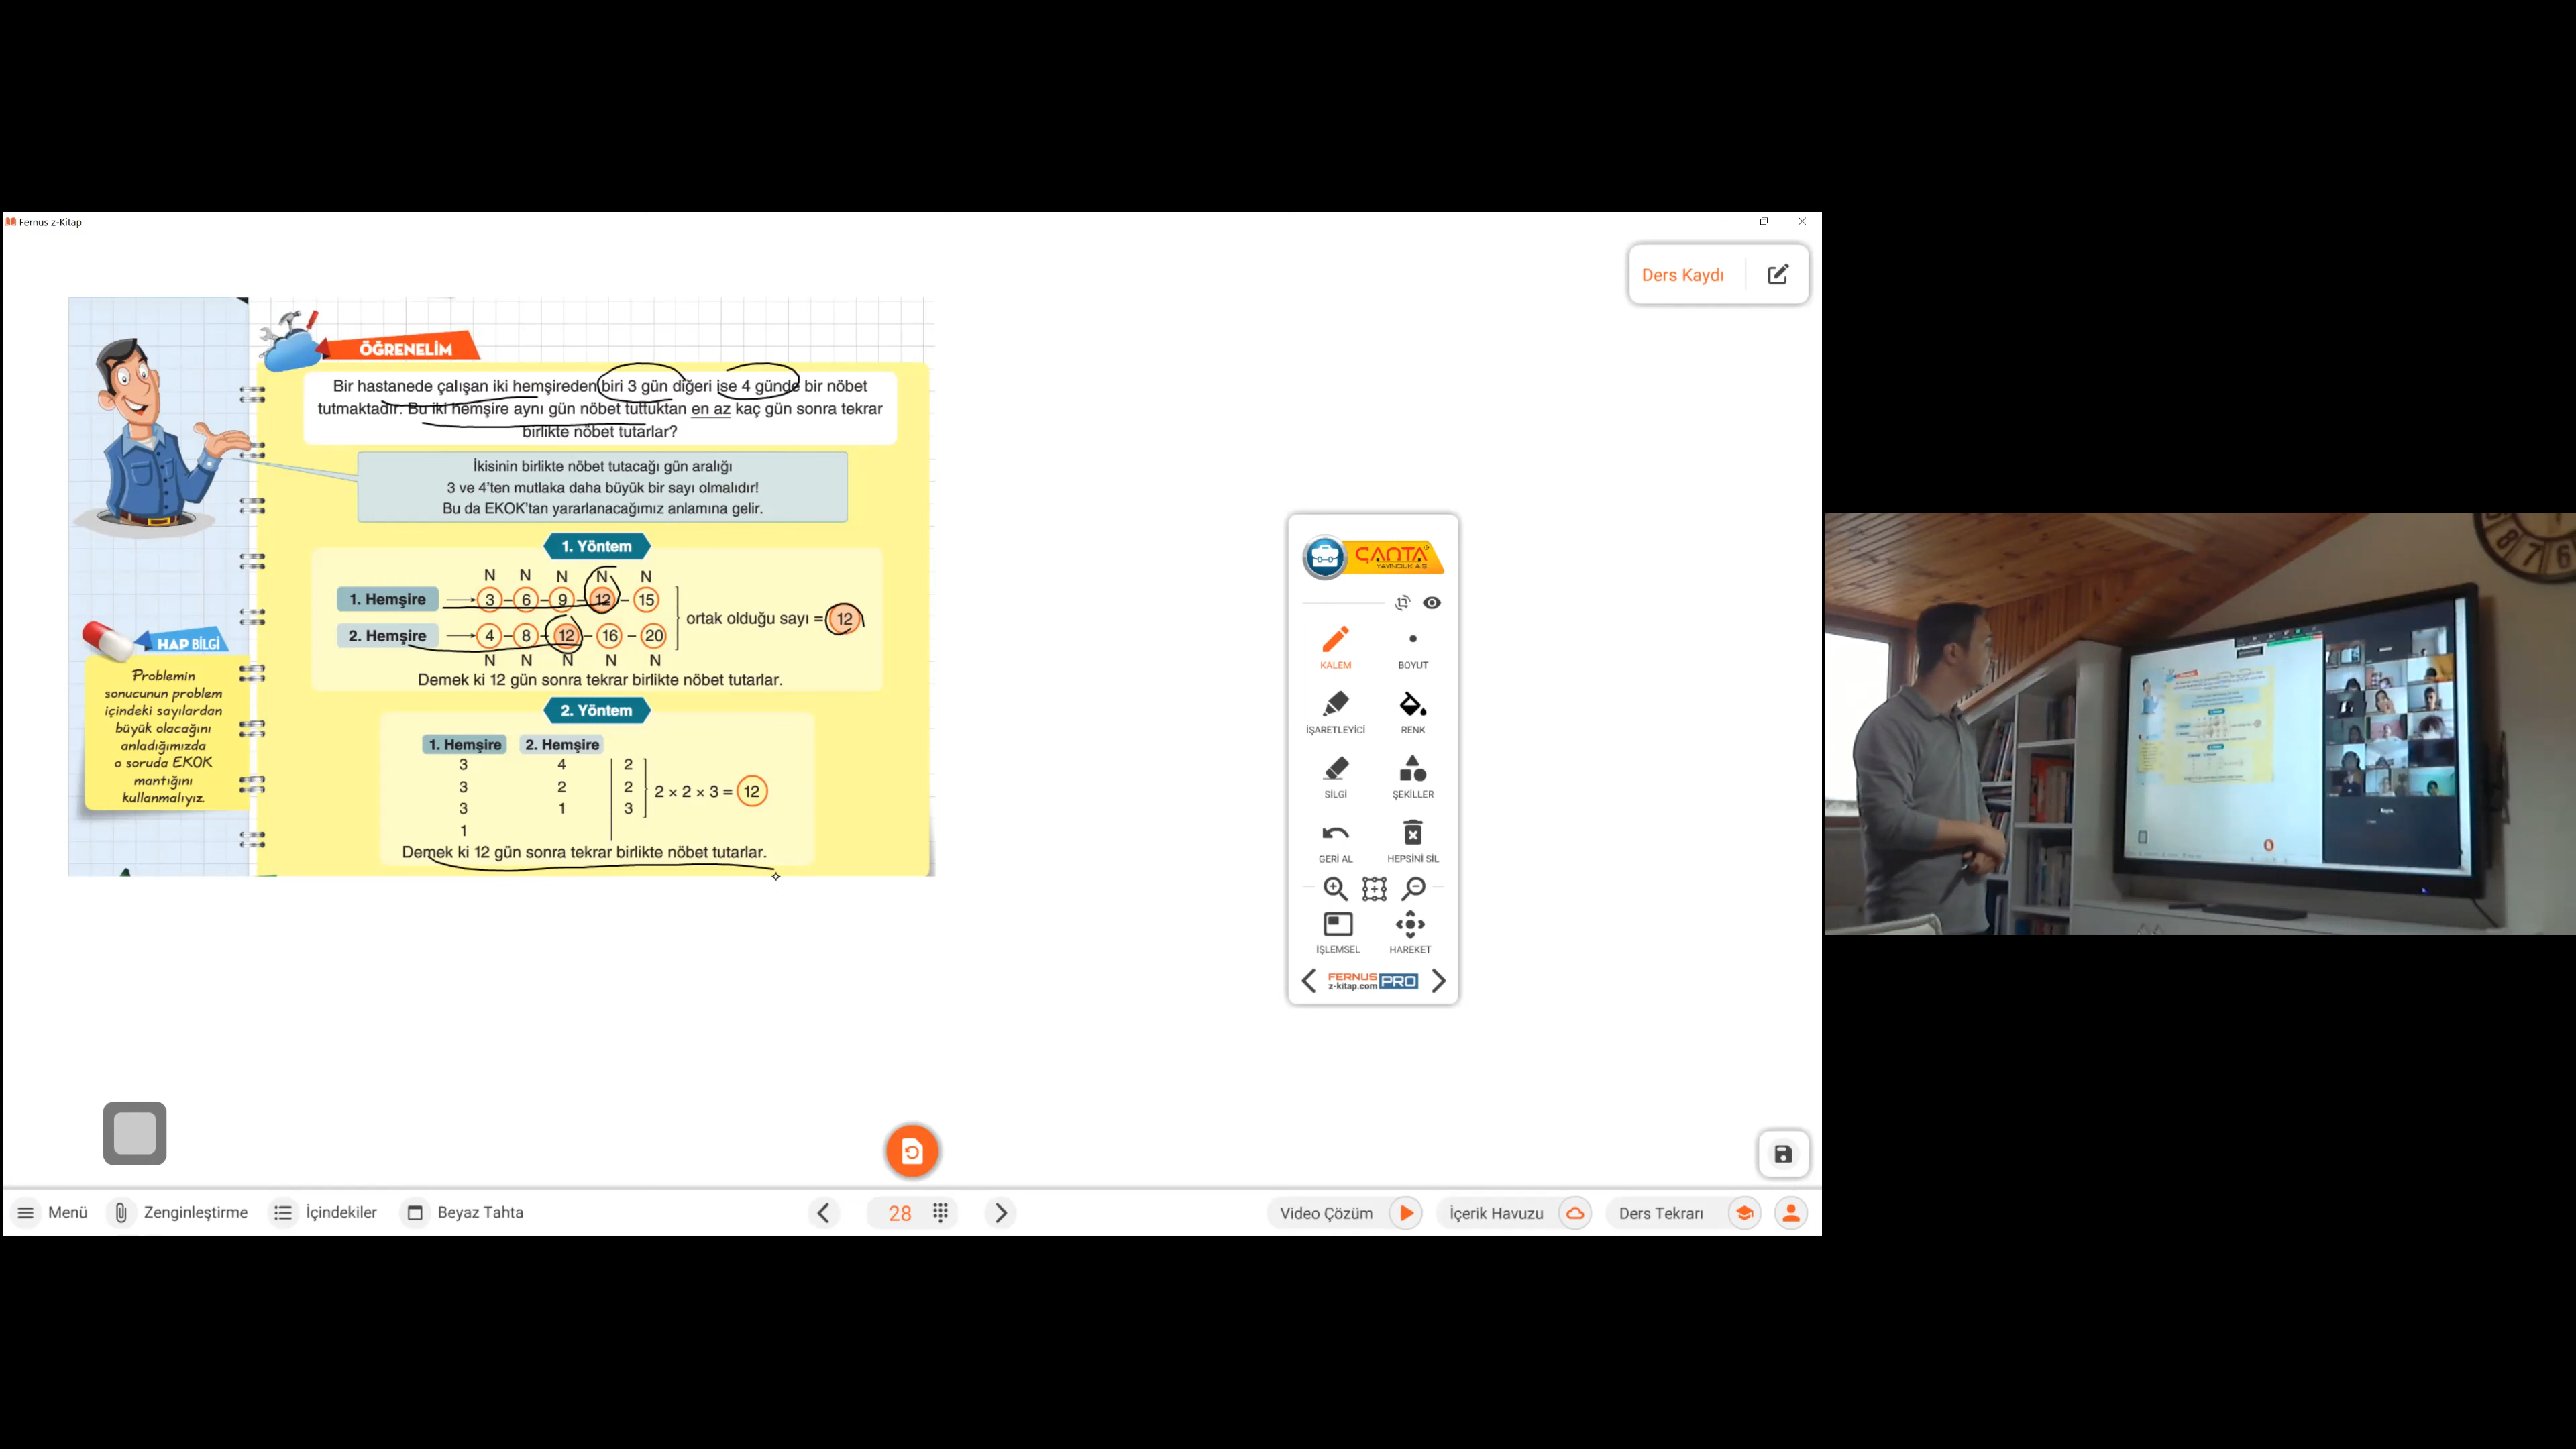 Fernus z-Kitap
Ders Kaydı
ÖĞRENELİM
Bir hastanede çalışan iki hemşireden biri 3 gün diğeri ise 4 günde bir nöbet
tutmaktadır. Bu iki hemşire aynı gün nöbet tuttuktan en az kaç gün sonra tekrar
birlikte nöbet tutarlar?
İkisinin birlikte nöbet tutacağı gün aralığı
3 ve 4'ten mutlaka daha büyük bir sayı olmalıdır!
Bu da EKOK'tan yararlanacağımız anlamına gelir.
1. Yöntem
N N N N N
1. Hemşire 3 - 6 - 9 - 12 - 15
ortak olduğu sayı = 12
2. Hemşire 4 - 8 - 12 - 16 - 20
N N N N N
Demek ki 12 gün sonra tekrar birlikte nöbet tutarlar.
HAP BİLGİ
Problemin
sonucunun problem
içindeki sayılardan
büyük olacağını
anladığımızda
o soruda EKOK
mantığını
kullanmalıyız.
2. Yöntem
1. Hemşire 2. Hemşire
3 4 2
3 2 2 2 × 2 × 3 = 12
3 1 3
1
Demek ki 12 gün sonra tekrar birlikte nöbet tutarlar.
ÇANTA
YAYINCILIK A.Ş.
KALEM BOYUT
İŞARETLEYİCİ RENK
SİLGİ ŞEKİLLER
GERİ AL HEPSİNİ SİL
İŞLEMSEL HAREKET
FERNUS PRO
z-kitap.com
Menü Zenginleştirme İçindekiler Beyaz Tahta 28 Video Çözüm İçerik Havuzu Ders Tekrarı